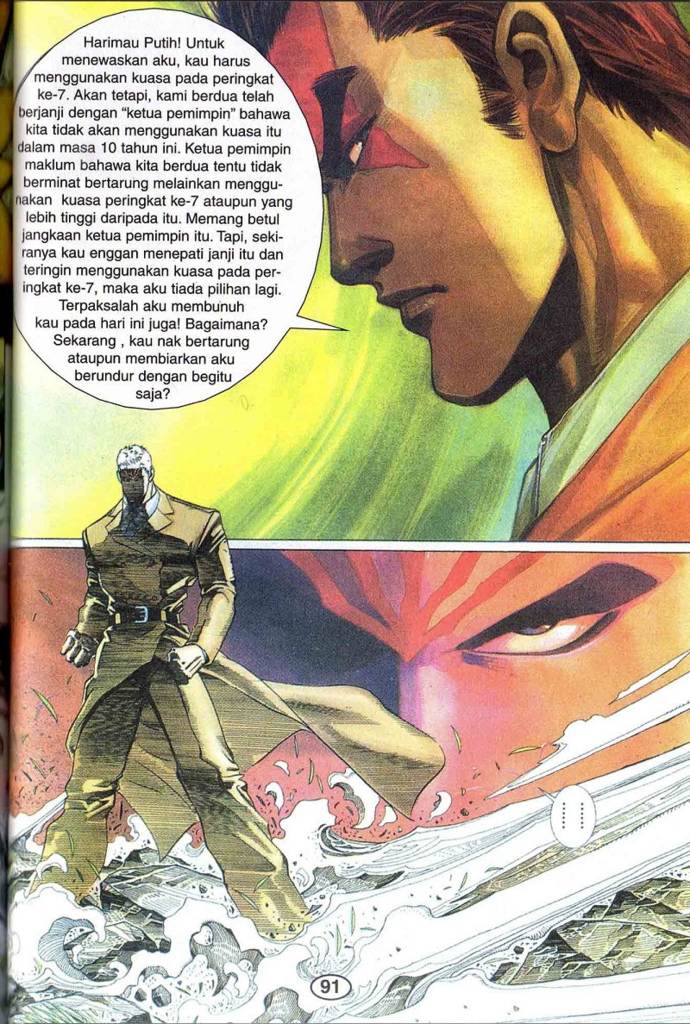 Harimau Putih! Untuk
menewaskan aku, kau harus
menggunakan kuasa pada peringkat
ke-7. Akan tetapi, kami berdua telah
berjanji dengan “ketua pemimpin” bahawa
kita tidak akan menggunakan kuasa itu
dalam masa 10 tahun ini. Ketua pemimpin
maklum bahawa kita berdua tentu tidak
berminat bertarung melainkan menggu-
nakan kuasa peringkat ke-7 ataupun yang
lebih tinggi daripada itu. Memang betul
jangkaan ketua pemimpin itu. Tapi, seki-
ranya kau enggan menepati janji itu dan
teringin menggunakan kuasa pada per-
ingkat ke-7, maka aku tiada pilihan lagi.
Terpaksalah aku membunuh
kau pada hari ini juga! Bagaimana?
Sekarang , kau nak bertarung
ataupun membiarkan aku
berundur dengan begitu
saja?
91